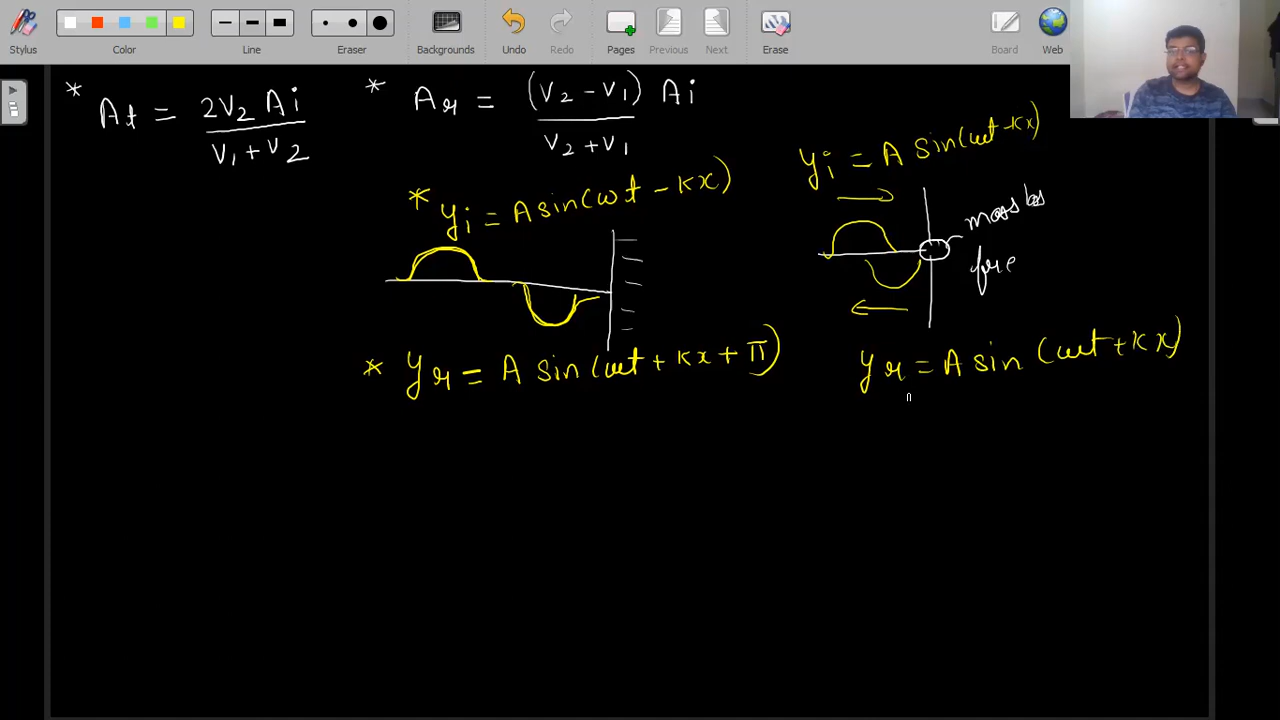 Stylus Color Line Eraser Backgrounds Undo Redo Pages Previous Next Erase Board Web
* At = 2V2 Ai / V1 + V2
* Ar = (V2 - V1) / V2 + V1 Ai
* yi = A sin(ωt - kx)
yi = A sin(ωt - kx)
* yr = A sin(ωt + kx + π)
yr = A sin (ωt + kx)